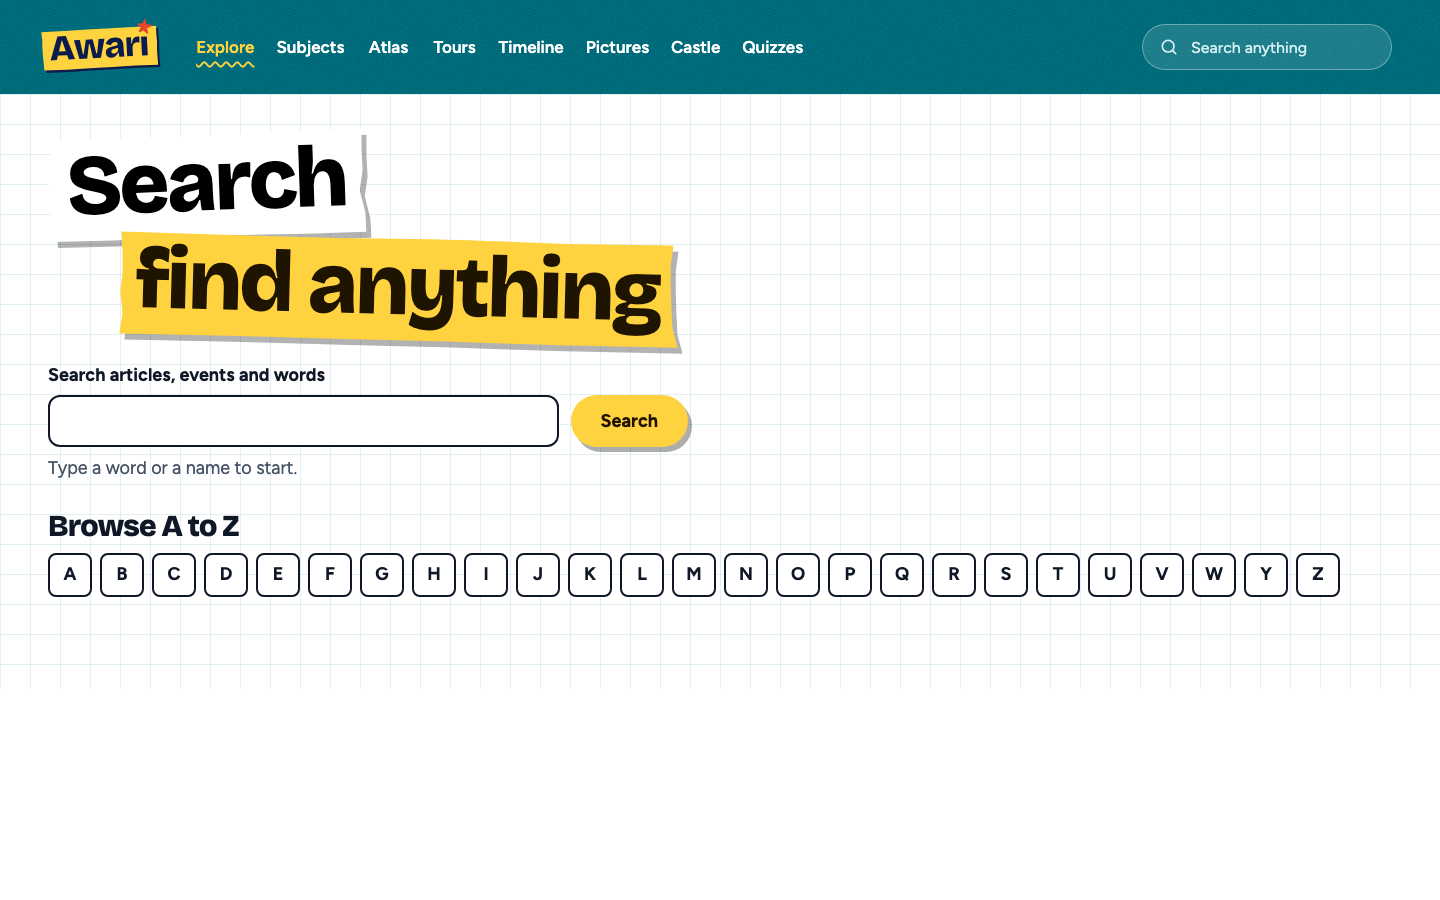 Awari
Explore Subjects Atlas Tours Timeline Pictures Castle Quizzes
Search anything
Search
find anything
Search articles, events and words
Search
Type a word or a name to start.
Browse A to Z
A B C D E F G H I J K L M N O P Q R S T U V W Y Z